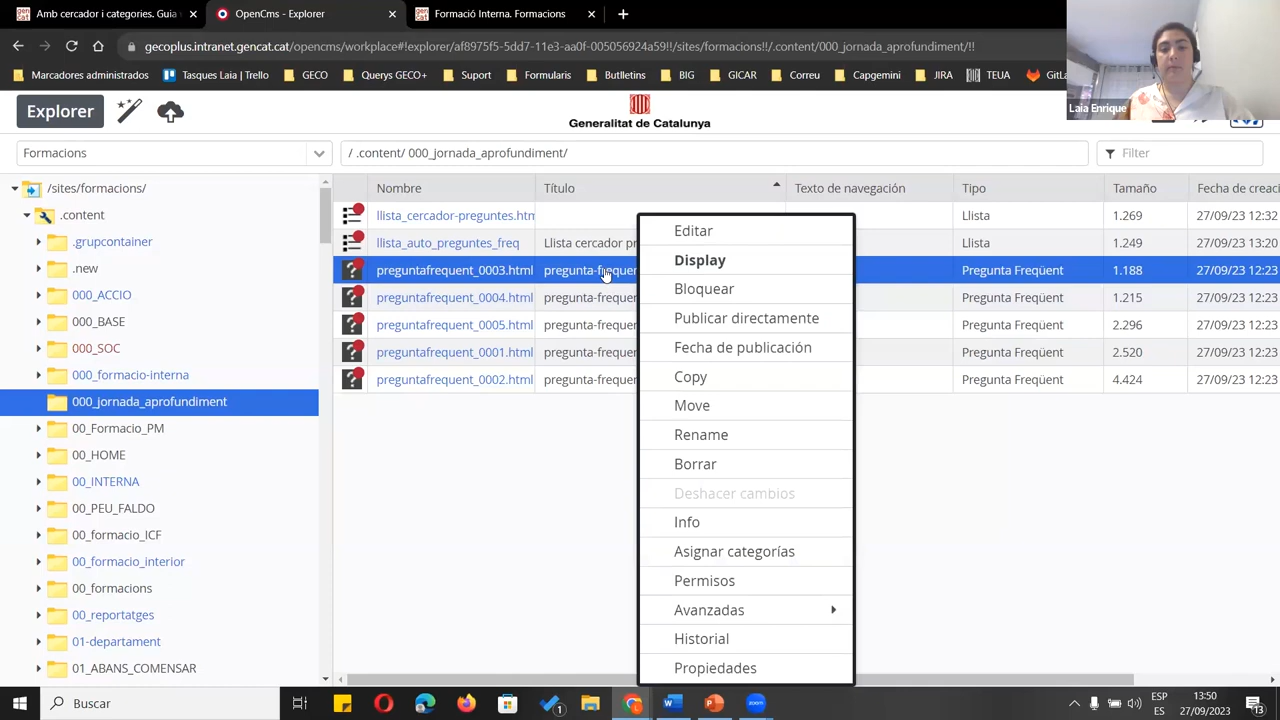 Amb cercador i categories. Guia
OpenCms - Explorer
Formació Interna. Formacions
geoplus.intranet.gencat.cat/opencms/workplace#!explorer/af8975f5-5dd7-11e3-aa0f-005056924a59!!/sites/formacions!!/.content/000_jornada_aprofundiment/!!
Marcadores administrados
Tasques Laia | Trello
GECO
Querys GECO+
Suport
Formularis
Butlletins
BIG
GICAR
Correu
Capgemini
JIRA
TEUA
Laia Enrique
Explorer
Generalitat de Catalunya
Formacions
/ .content/ 000_jornada_aprofundiment/
Filter
/sites/formacions/
.content
.grupcontainer
.new
000_ACCIO
000_BASE
000_SOC
000_formacio-interna
000_jornada_aprofundiment
00_Formacio_PM
00_HOME
00_INTERNA
00_PEU_FALDO
00_formacio_ICF
00_formacio_interior
00_formacions
00_reportatges
01-departament
01_ABANS_COMENSAR
Nombre Título Texto de navegación Tipo Tamaño Fecha de creaci
llista_cercador-preguntes.htm Llista 1.269 27/09/23 12:32
llista_auto_preguntes_freq Llista cercador pr Llista 1.249 27/09/23 13:20
preguntafrequent_0003.html pregunta-frequen Pregunta Freqüent 1.188 27/09/23 12:23
preguntafrequent_0004.html pregunta-frequen Pregunta Freqüent 1.215 27/09/23 12:23
preguntafrequent_0005.html pregunta-frequen Pregunta Freqüent 2.296 27/09/23 12:23
preguntafrequent_0001.html pregunta-frequen Pregunta Freqüent 2.520 27/09/23 12:23
preguntafrequent_0002.html pregunta-frequen Pregunta Freqüent 4.424 27/09/23 12:23
Editar
Display
Bloquear
Publicar directamente
Fecha de publicación
Copy
Move
Rename
Borrar
Deshacer cambios
Info
Asignar categorías
Permisos
Avanzadas
Historial
Propiedades
Buscar
zoom
ESP
ES
13:50
27/09/2023
13